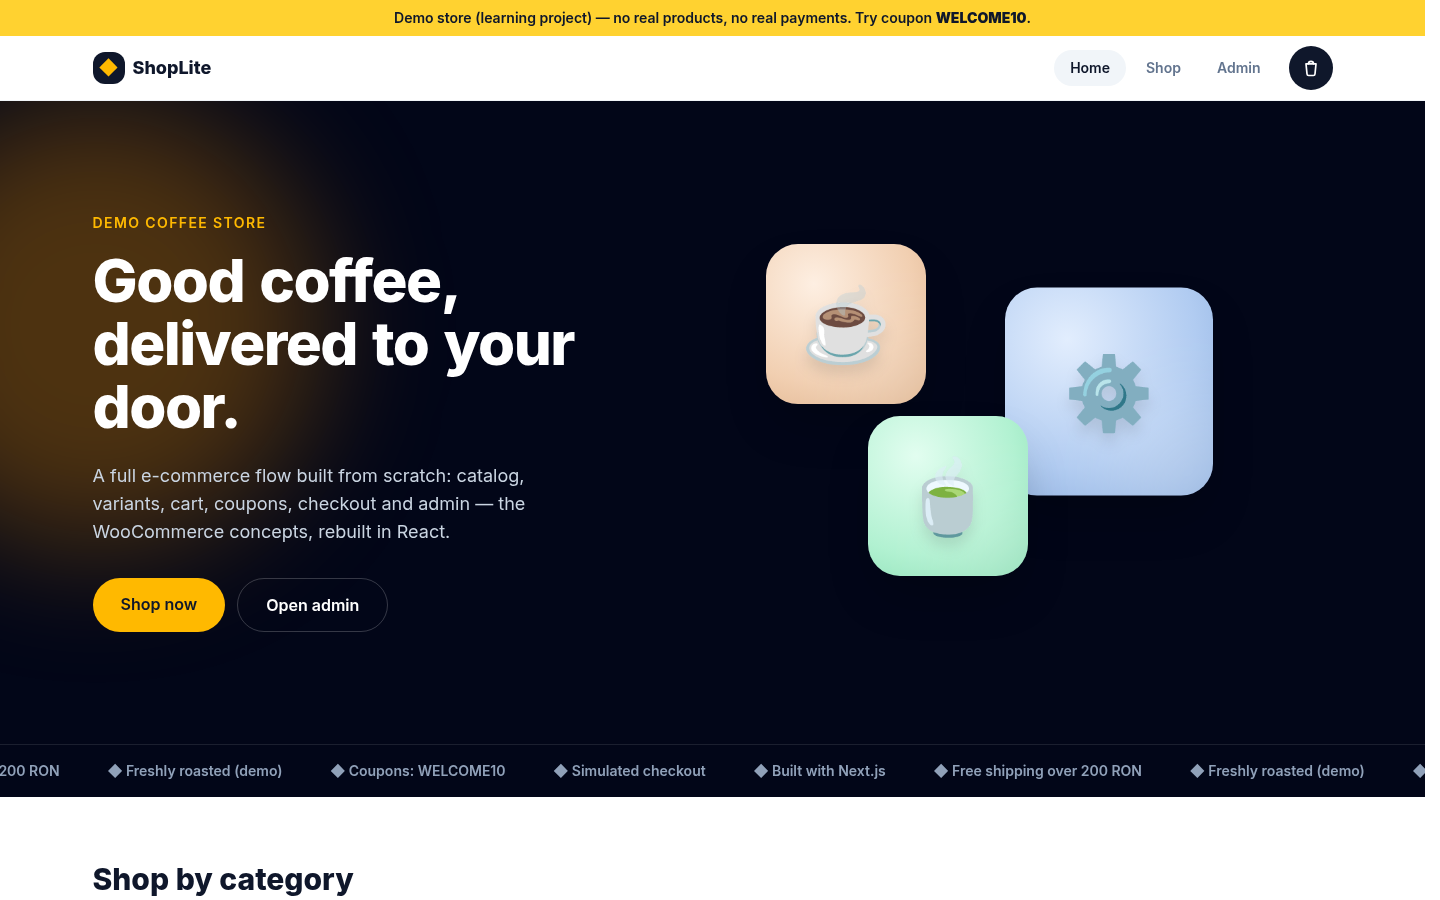 Demo store (learning project) — no real products, no real payments. Try coupon WELCOME10.
ShopLite
Home
Shop
Admin
DEMO COFFEE STORE
Good coffee,
delivered to your
door.
A full e-commerce flow built from scratch: catalog,
variants, cart, coupons, checkout and admin — the
WooCommerce concepts, rebuilt in React.
Shop now
Open admin
200 RON ◆ Freshly roasted (demo) ◆ Coupons: WELCOME10 ◆ Simulated checkout ◆ Built with Next.js ◆ Free shipping over 200 RON ◆ Freshly roasted (demo) ◆
Shop by category